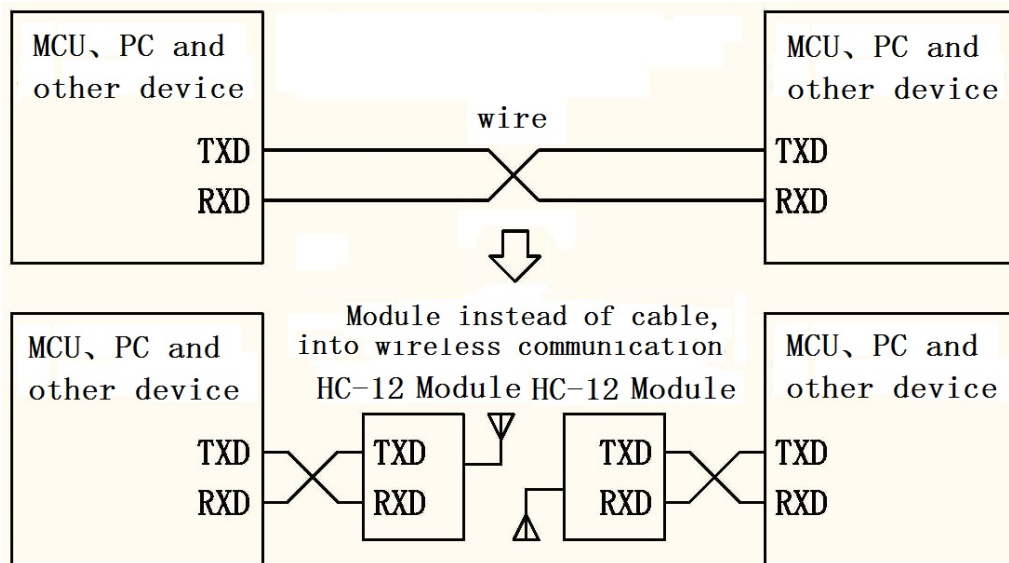 MCU、PC and
other device
TXD
RXD
wire
MCU、PC and
other device
TXD
RXD
Module instead of cable,
into wireless communication
MCU、PC and
other device
TXD
RXD
HC-12 Module
TXD
RXD
HC-12 Module
TXD
RXD
MCU、PC and
other device
TXD
RXD